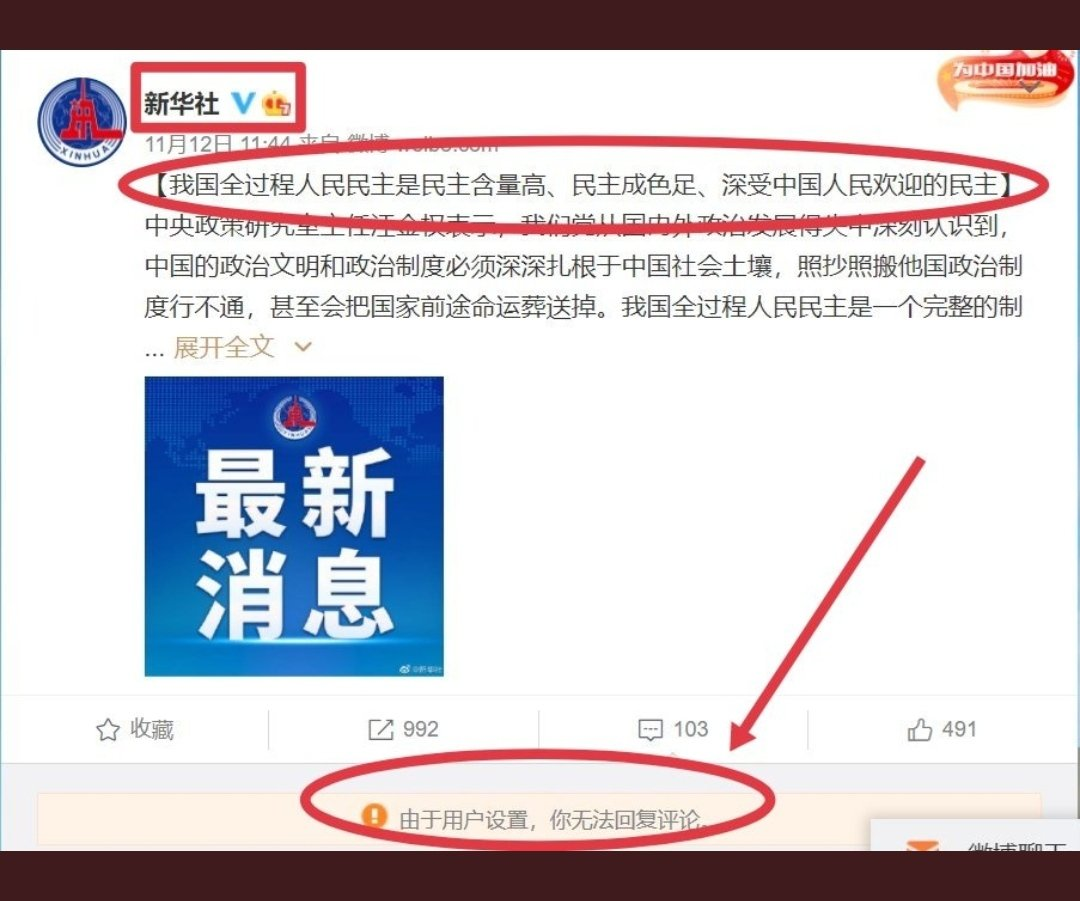 新华社
为中国加油
XINHUA
11月12日 11:44 来自 微博 weibo.com
【我国全过程人民民主是民主含量高、民主成色足、深受中国人民欢迎的民主】
中央政策研究室主任江金权表示，我们党从国内外政治发展得失中深刻认识到，
中国的政治文明和政治制度必须深深扎根于中国社会土壤，照抄照搬他国政治制
度行不通，甚至会把国家前途命运葬送掉。我国全过程人民民主是一个完整的制
... 展开全文
XINHUA
最新
消息
@新华社
收藏
992
103
491
由于用户设置，你无法回复评论。
微博聊天